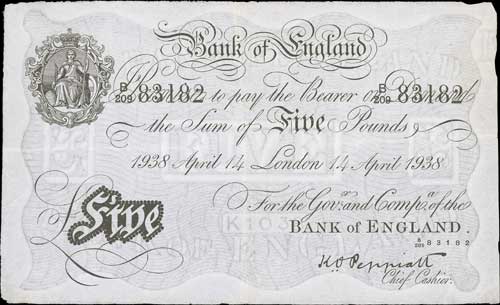 Bank of England
B/209 83182 to pay the Bearer on Demand B/209 83182
the Sum of Five Pounds
1938 April 14 London 14 April 1938
For the Govr. and Compa. of the
Five
BANK OF ENGLAND.
B/209 83182
K.O. Peppiatt
Chief Cashier.